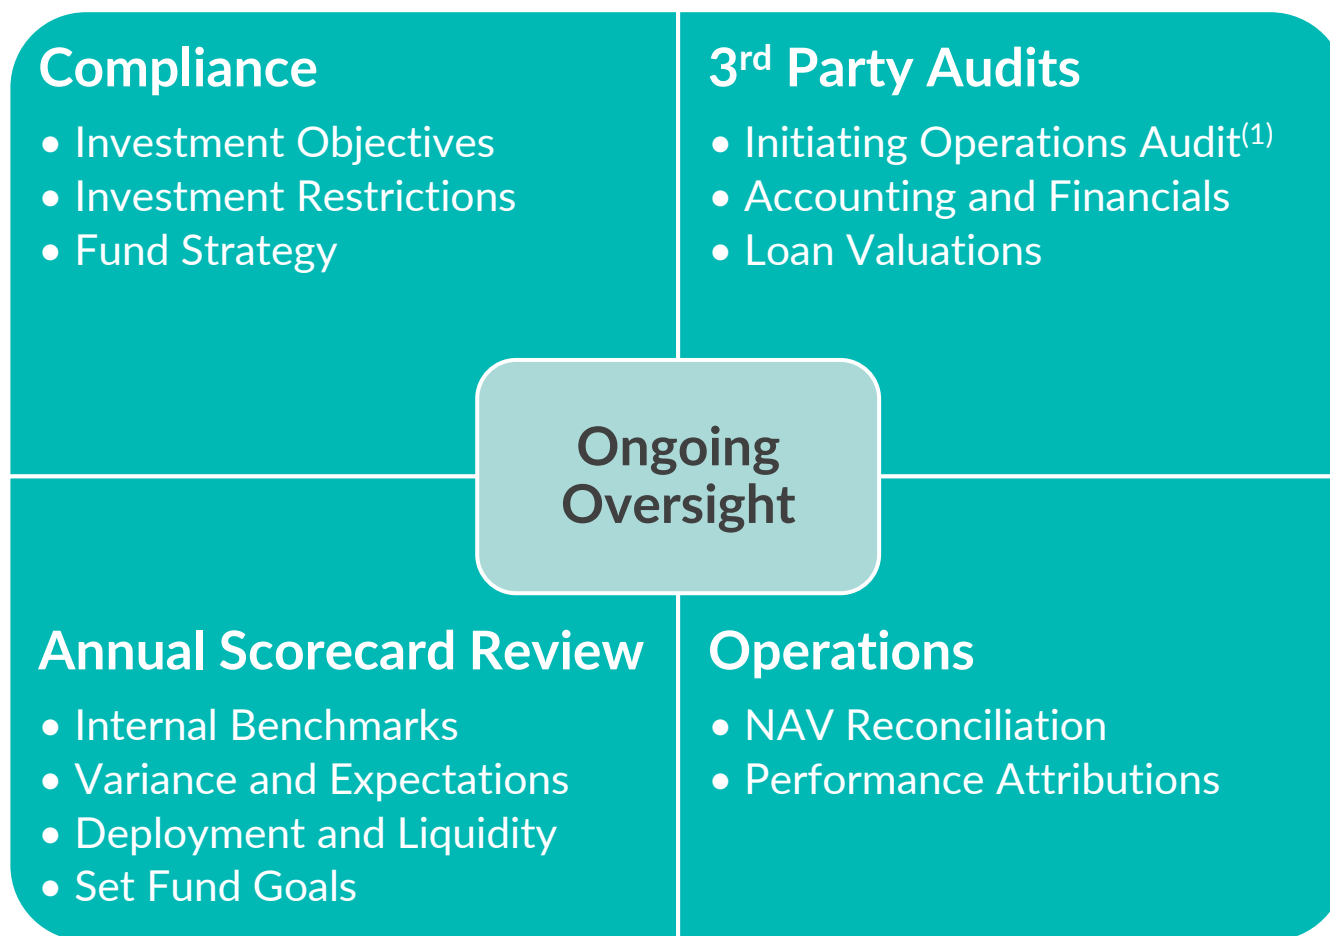 Compliance
• Investment Objectives
• Investment Restrictions
• Fund Strategy
3rd Party Audits
• Initiating Operations Audit(1)
• Accounting and Financials
• Loan Valuations
Ongoing
Oversight
Annual Scorecard Review
• Internal Benchmarks
• Variance and Expectations
• Deployment and Liquidity
• Set Fund Goals
Operations
• NAV Reconciliation
• Performance Attributions